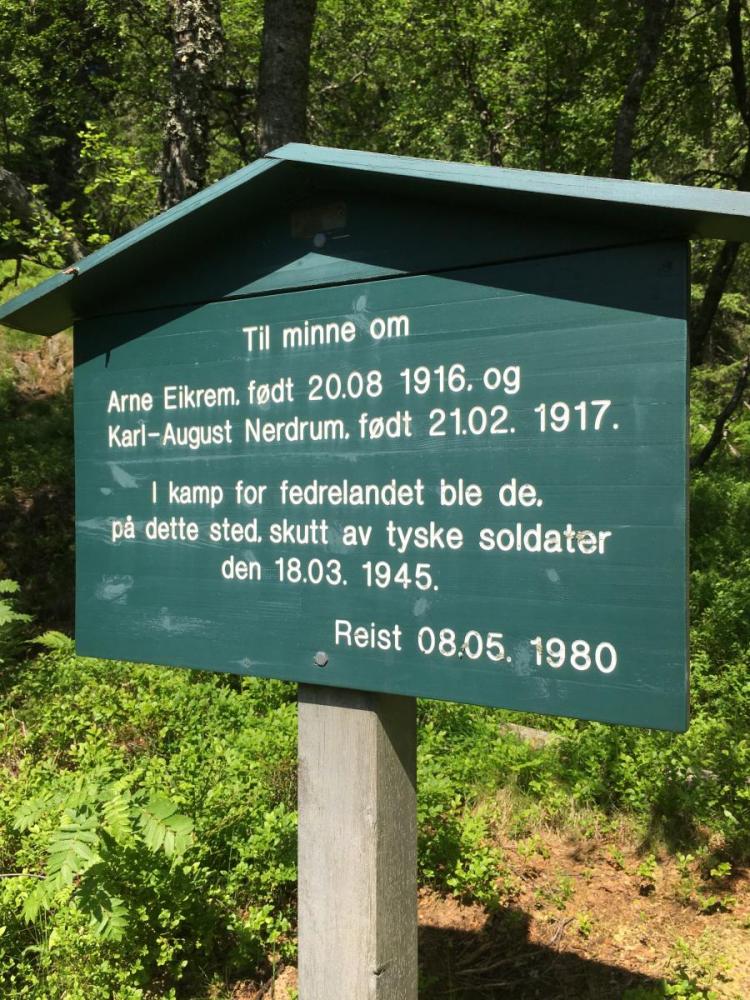 Til minne om
Arne Eikrem, født 20.08 1916, og
Karl-August Nerdrum, født 21.02. 1917.
I kamp for fedrelandet ble de,
på dette sted, skutt av tyske soldater
den 18.03. 1945.
Reist 08.05. 1980